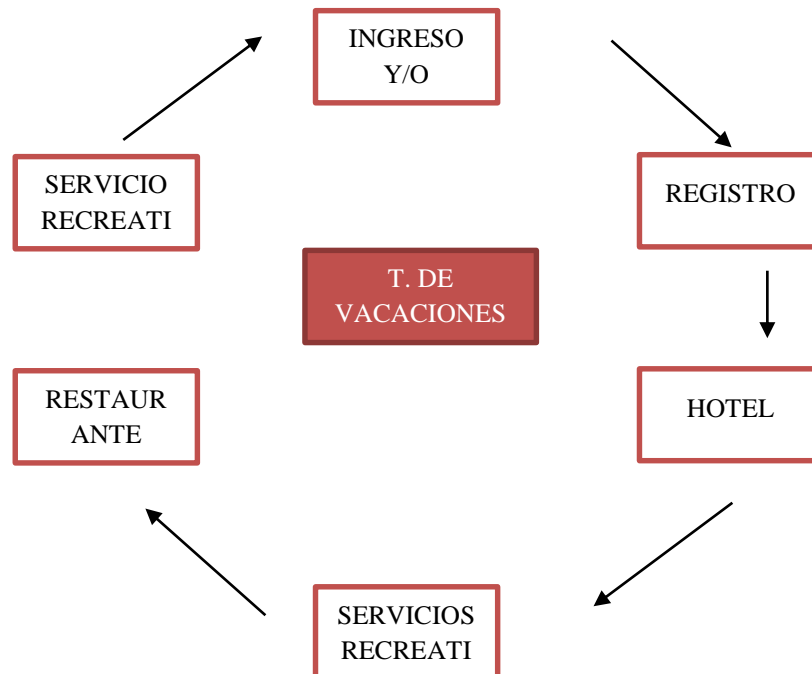 INGRESO
Y/O
SERVICIO
RECREATI
REGISTRO
T. DE
VACACIONES
RESTAUR
ANTE
HOTEL
SERVICIOS
RECREATI